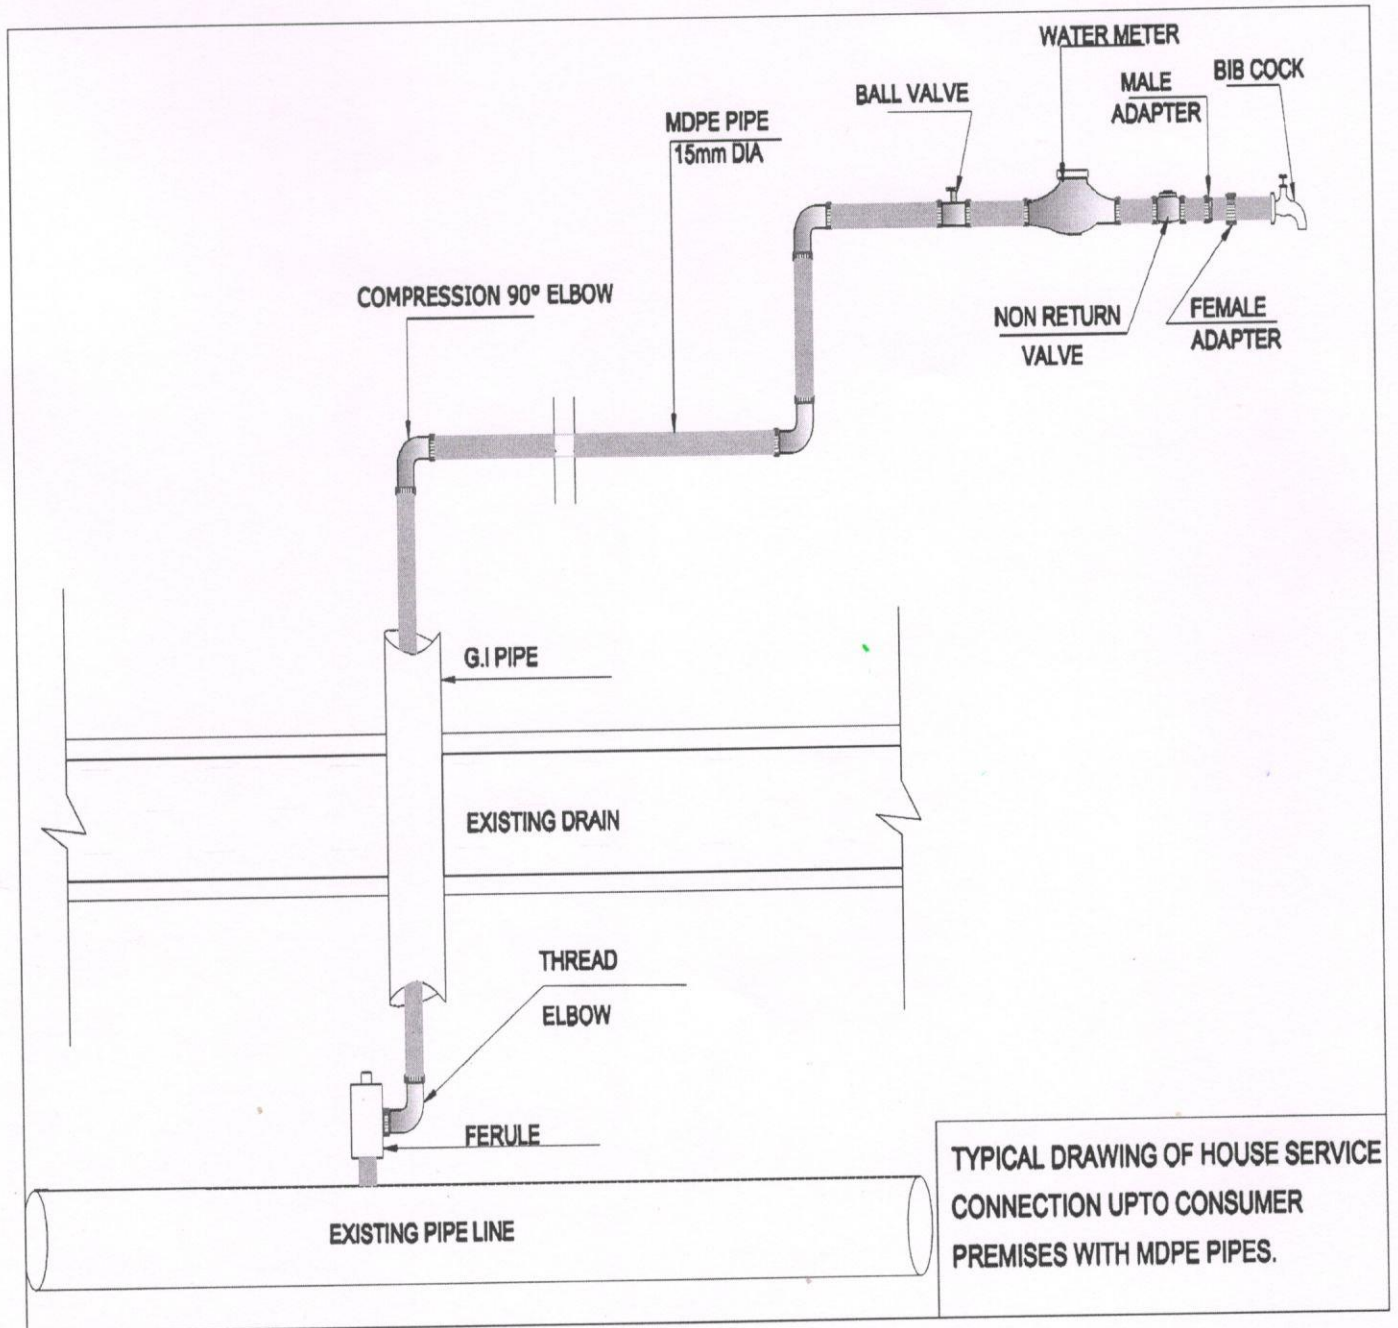 WATER METER
BIB COCK
MALE
ADAPTER
BALL VALVE
MDPE PIPE
15mm DIA
COMPRESSION 90° ELBOW
NON RETURN
VALVE
FEMALE
ADAPTER
G.I PIPE
EXISTING DRAIN
THREAD
ELBOW
FERULE
EXISTING PIPE LINE
TYPICAL DRAWING OF HOUSE SERVICE
CONNECTION UPTO CONSUMER
PREMISES WITH MDPE PIPES.